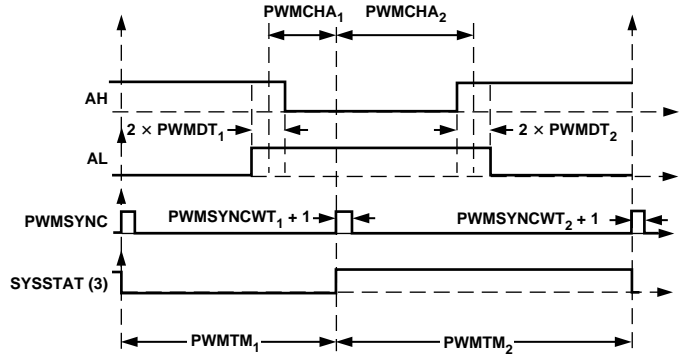 PWMCHA1 PWMCHA2
AH
2 × PWMDT1 2 × PWMDT2
AL
PWMSYNC PWMSYNCWT1 + 1 PWMSYNCWT2 + 1
SYSSTAT (3)
PWMTM1 PWMTM2